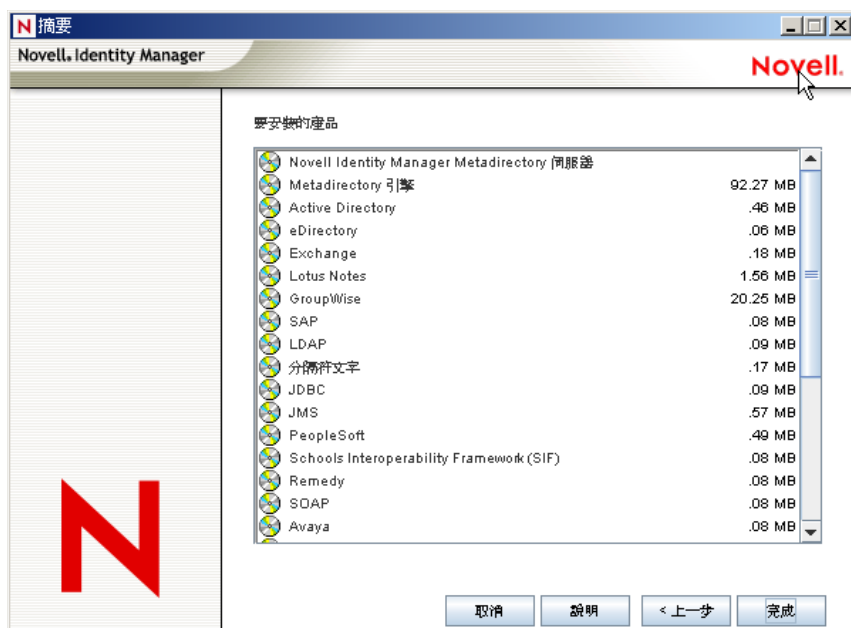 摘要
Novell. Identity Manager
Novell.
要安裝的產品
Novell Identity Manager Metadirectory 伺服器
Metadirectory 引擎 92.27 MB
Active Directory .46 MB
eDirectory .06 MB
Exchange .18 MB
Lotus Notes 1.56 MB
GroupWise 20.25 MB
SAP .08 MB
LDAP .09 MB
分隔符文字 .17 MB
JDBC .09 MB
JMS .57 MB
PeopleSoft .49 MB
Schools Interoperability Framework (SIF) .08 MB
Remedy .08 MB
SOAP .08 MB
Avaya .08 MB
取消 說明 < 上一步 完成